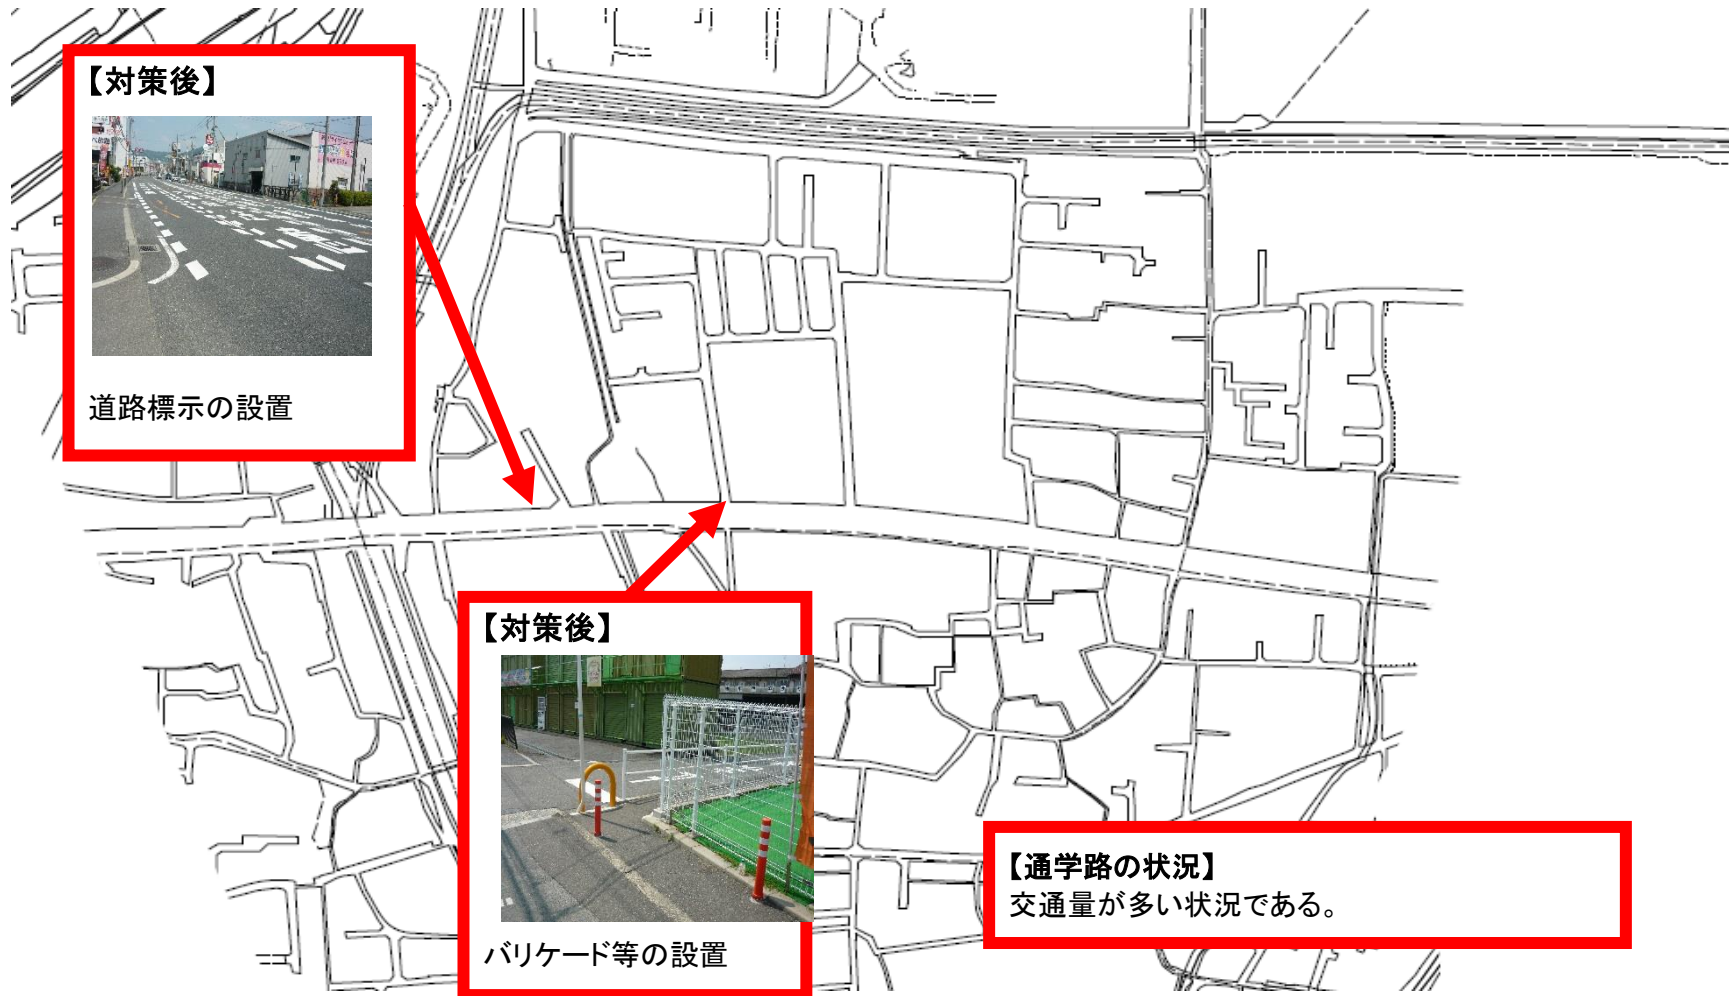 【対策後】
道路標示の設置
【対策後】
バリケード等の設置
【通学路の状況】
交通量が多い状況である。